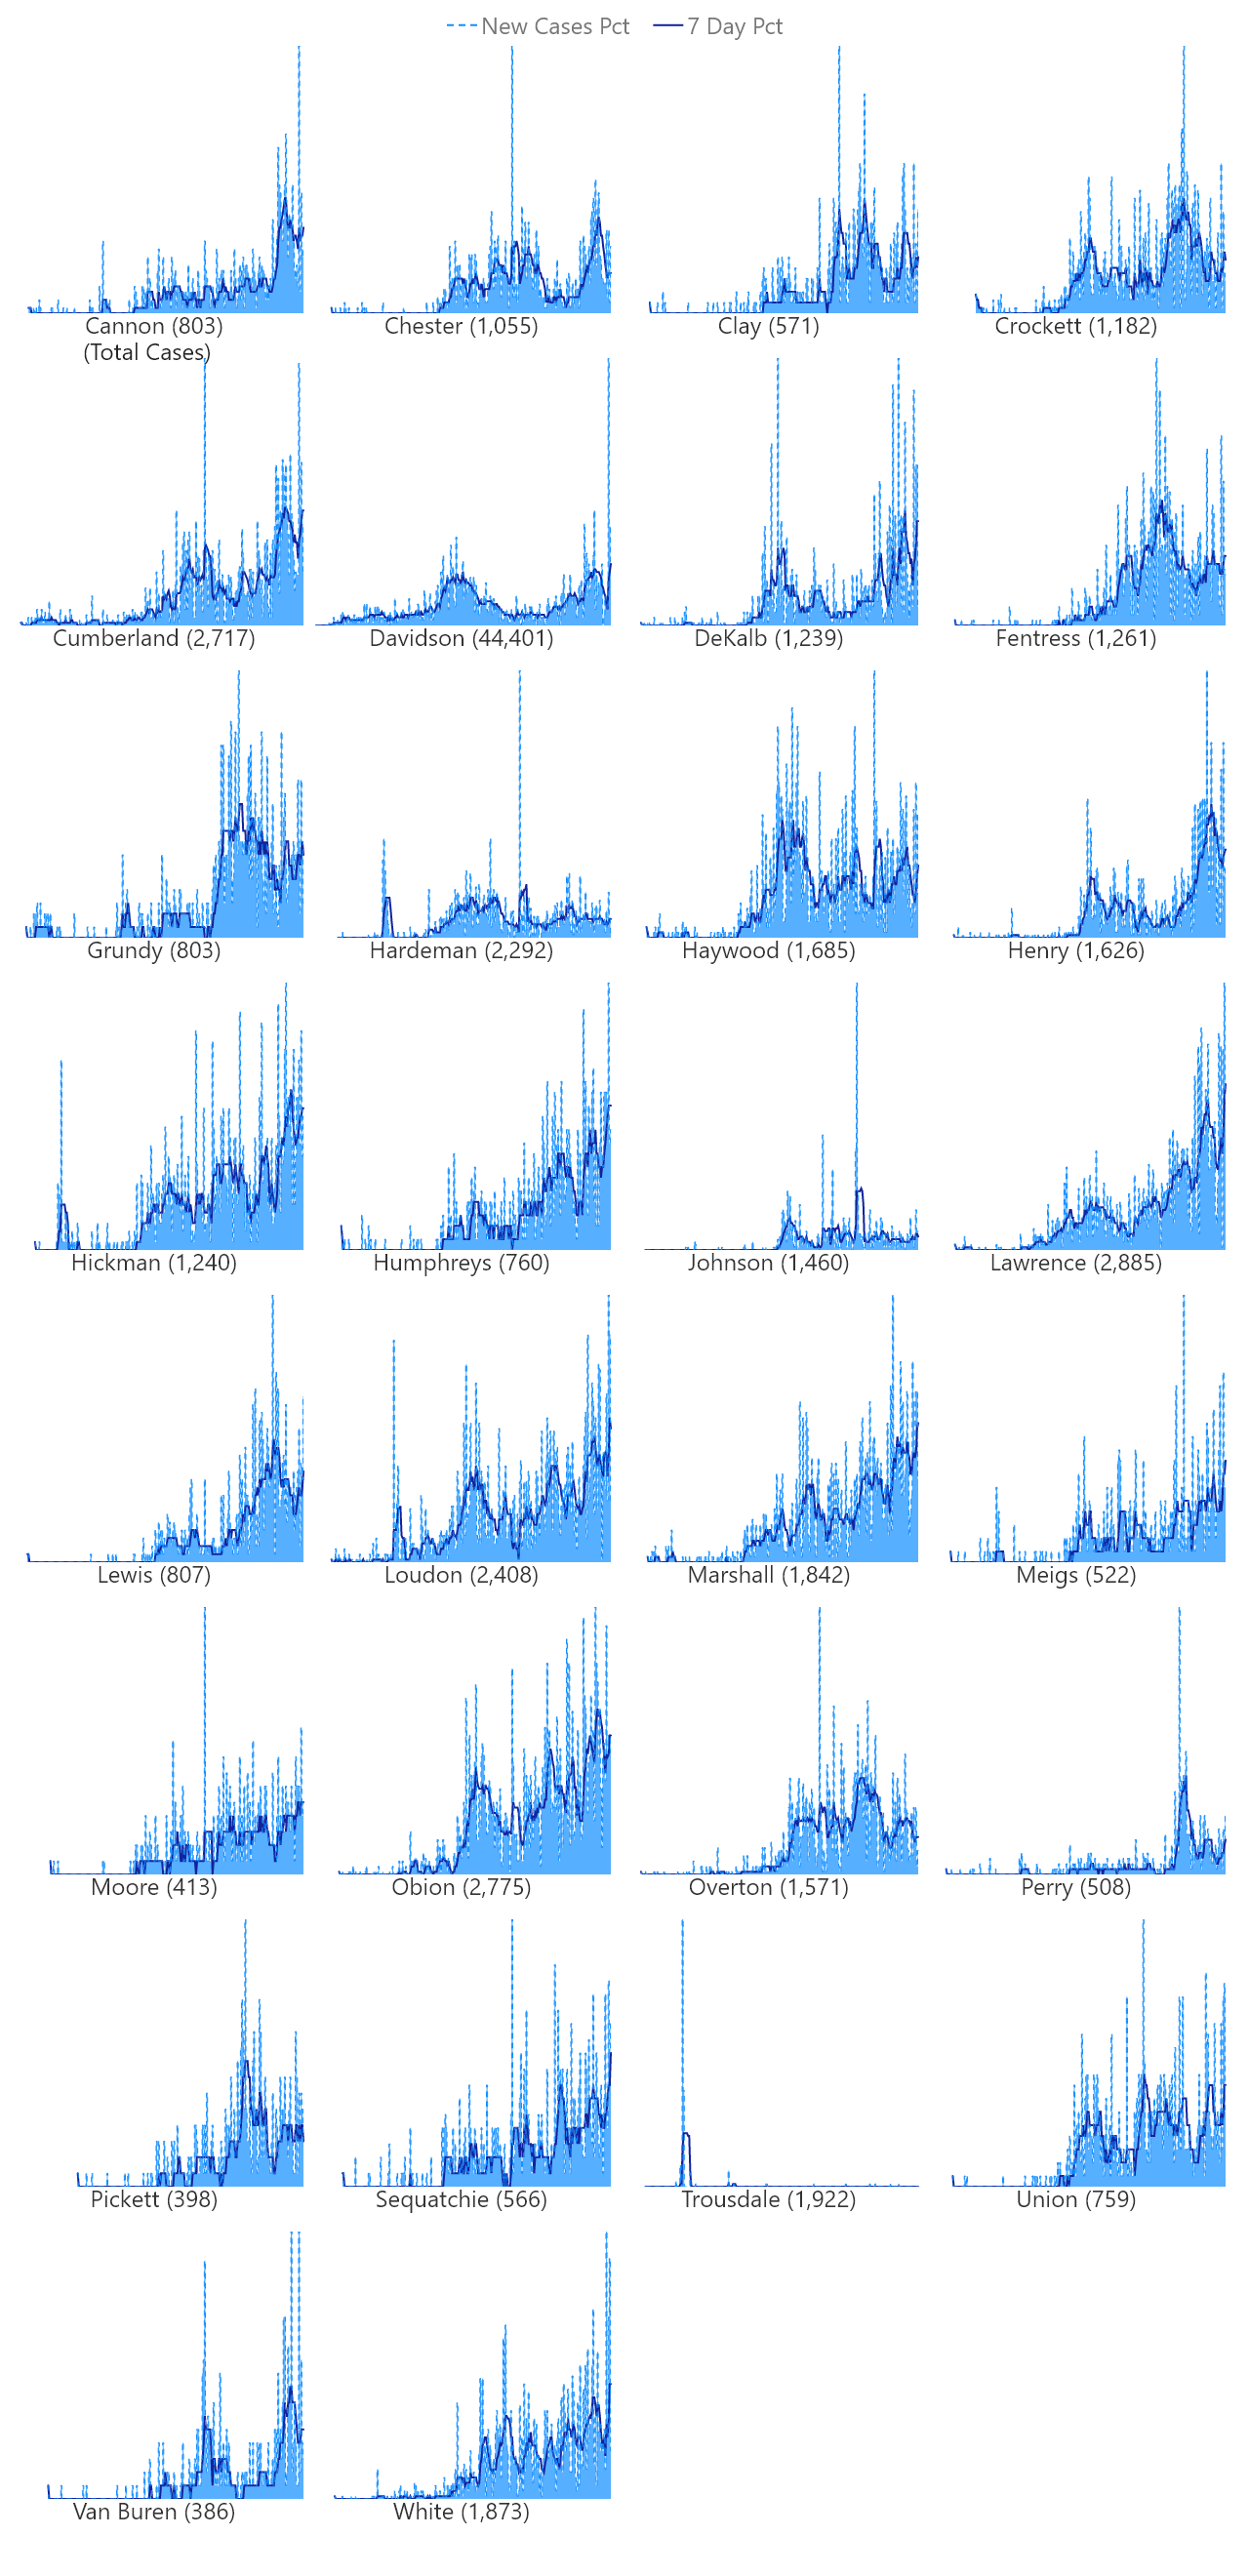 New Cases Pct 7 Day Pct
Cannon (803) Chester (1,055) Clay (571) Crockett (1,182)
(Total Cases)
Cumberland (2,717) Davidson (44,401) DeKalb (1,239) Fentress (1,261)
Grundy (803) Hardeman (2,292) Haywood (1,685) Henry (1,626)
Hickman (1,240) Humphreys (760) Johnson (1,460) Lawrence (2,885)
Lewis (807) Loudon (2,408) Marshall (1,842) Meigs (522)
Moore (413) Obion (2,775) Overton (1,571) Perry (508)
Pickett (398) Sequatchie (566) Trousdale (1,922) Union (759)
Van Buren (386) White (1,873)